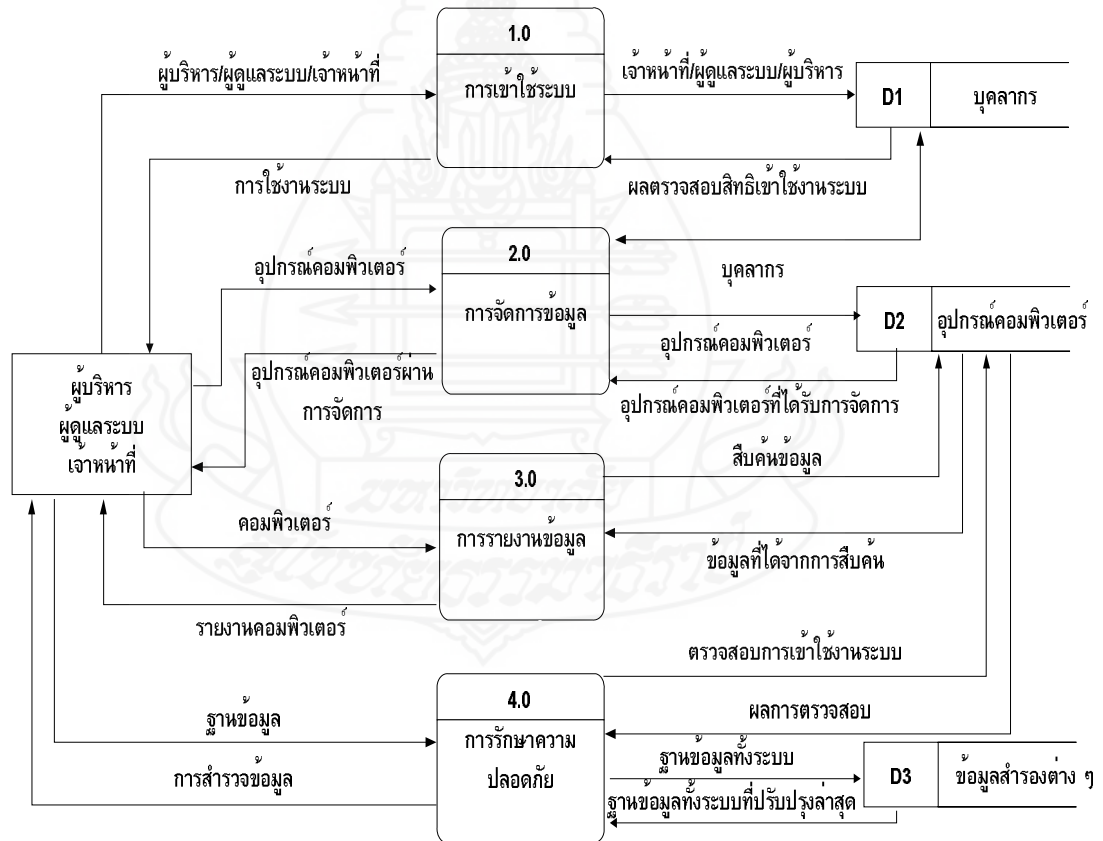 1.0
ผู้บริหาร/ผู้ดูแลระบบ/เจ้าหน้าที่
เจ้าหน้าที่/ผู้ดูแลระบบ/ผู้บริหาร
การเข้าใช้ระบบ
D1
บุคลากร
การใช้งานระบบ
ผลตรวจสอบสิทธิเข้าใช้งานระบบ
2.0
อุปกรณ์คอมพิวเตอร์
บุคลากร
การจัดการข้อมูล
D2
อุปกรณ์คอมพิวเตอร์
อุปกรณ์คอมพิวเตอร์
อุปกรณ์คอมพิวเตอร์ผ่าน
การจัดการ
อุปกรณ์คอมพิวเตอร์ที่ได้รับการจัดการ
ผู้บริหาร
ผู้ดูแลระบบ
เจ้าหน้าที่
สืบค้นข้อมูล
3.0
คอมพิวเตอร์
การรายงานข้อมูล
ข้อมูลที่ได้จากการสืบค้น
รายงานคอมพิวเตอร์
ตรวจสอบการเข้าใช้งานระบบ
4.0
ฐานข้อมูล
ผลการตรวจสอบ
การรักษาความ
ปลอดภัย
ฐานข้อมูลทั้งระบบ
การสำรวจข้อมูล
D3
ข้อมูลสำรองต่าง ๆ
ฐานข้อมูลทั้งระบบที่ปรับปรุงล่าสุด